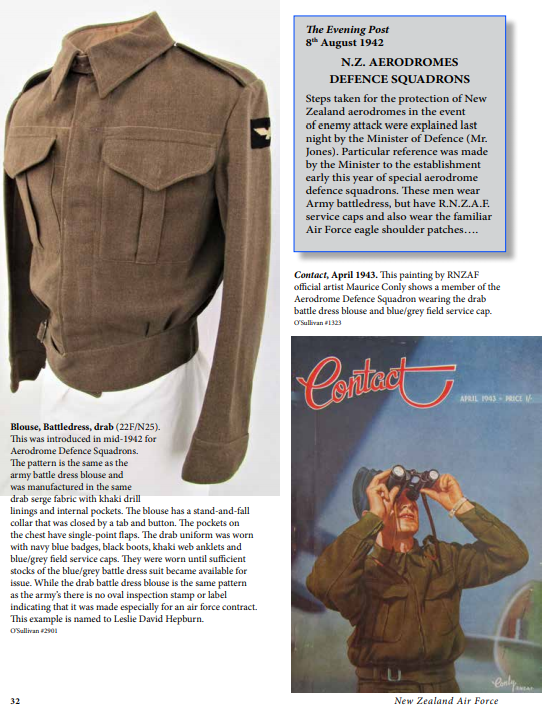 The Evening Post
8th August 1942
N.Z. AERODROMES
DEFENCE SQUADRONS
Steps taken for the protection of New
Zealand aerodromes in the event
of enemy attack were explained last
night by the Minister of Defence (Mr.
Jones). Particular reference was made
by the Minister to the establishment
early this year of special aerodrome
defence squadrons. These men wear
Army battledress, but have R.N.Z.A.F.
service caps and also wear the familiar
Air Force eagle shoulder patches….
Contact, April 1943. This painting by RNZAF
official artist Maurice Conly shows a member of the
Aerodrome Defence Squadron wearing the drab
battle dress blouse and blue/grey field service cap.
O'Sullivan #1323
Contact
APRIL 1943 • PRICE 1/-
Conly
Blouse, Battledress, drab (22F/N25).
This was introduced in mid-1942 for
Aerodrome Defence Squadrons.
The pattern is the same as the
army battle dress blouse and
was manufactured in the same
drab serge fabric with khaki drill
linings and internal pockets. The blouse has a stand-and-fall
collar that was closed by a tab and button. The pockets on
the chest have single-point flaps. The drab uniform was worn
with navy blue badges, black boots, khaki web anklets and
blue/grey field service caps. They were worn until sufficient
stocks of the blue/grey battle dress suit became available for
issue. While the drab battle dress blouse is the same pattern
as the army's there is no oval inspection stamp or label
indicating that it was made especially for an air force contract.
This example is named to Leslie David Hepburn.
O'Sullivan #2901
32
New Zealand Air Force